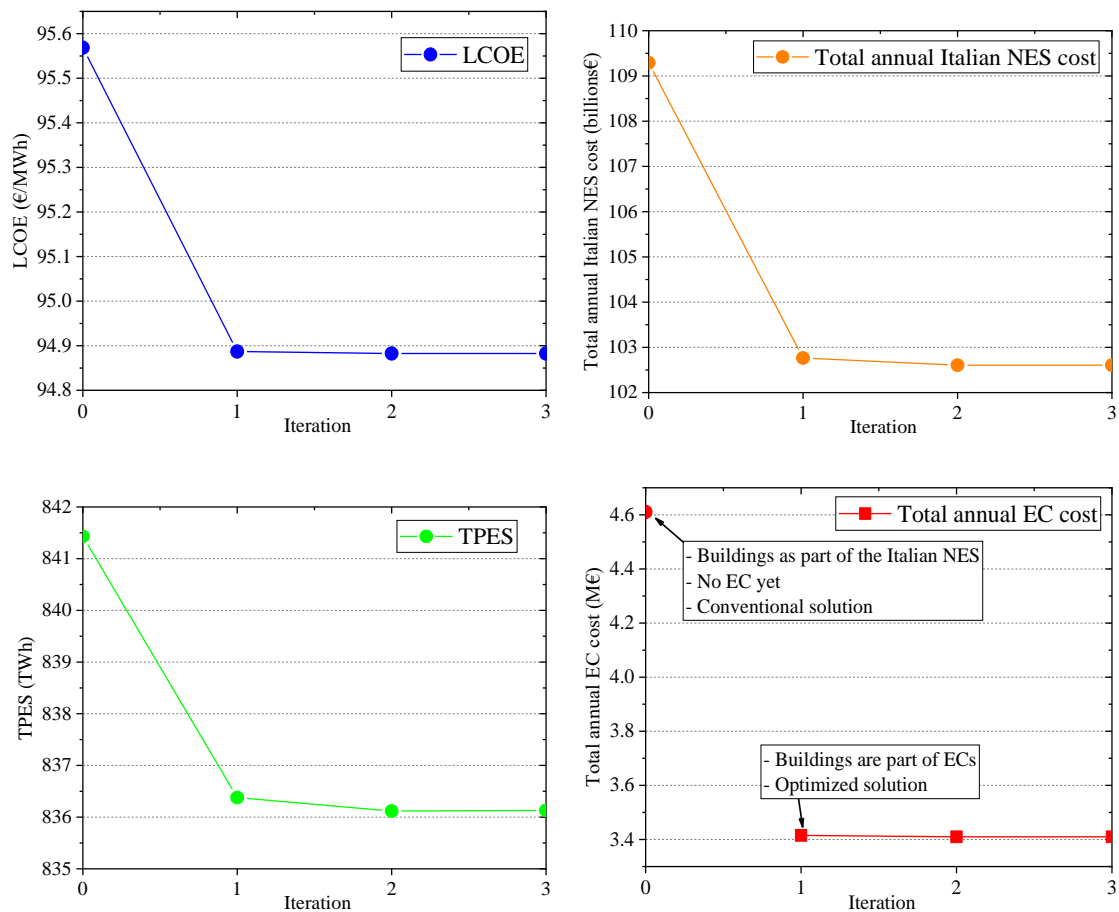 LCOE
95.6
95.5
95.4
95.3
95.2
95.1
95.0
94.9
94.8
LCOE (€/MWh)
0
1
2
3
Iteration
Total annual Italian NES cost
110
109
108
107
106
105
104
103
102
Total annual Italian NES cost (billions€)
0
1
2
3
Iteration
TPES
842
841
840
839
838
837
836
835
TPES (TWh)
0
1
2
3
Iteration
Total annual EC cost
4.6
4.4
4.2
4.0
3.8
3.6
3.4
Total annual EC cost (M€)
- Buildings as part of the Italian NES
- No EC yet
- Conventional solution
- Buildings are part of ECs
- Optimized solution
0
1
2
3
Iteration